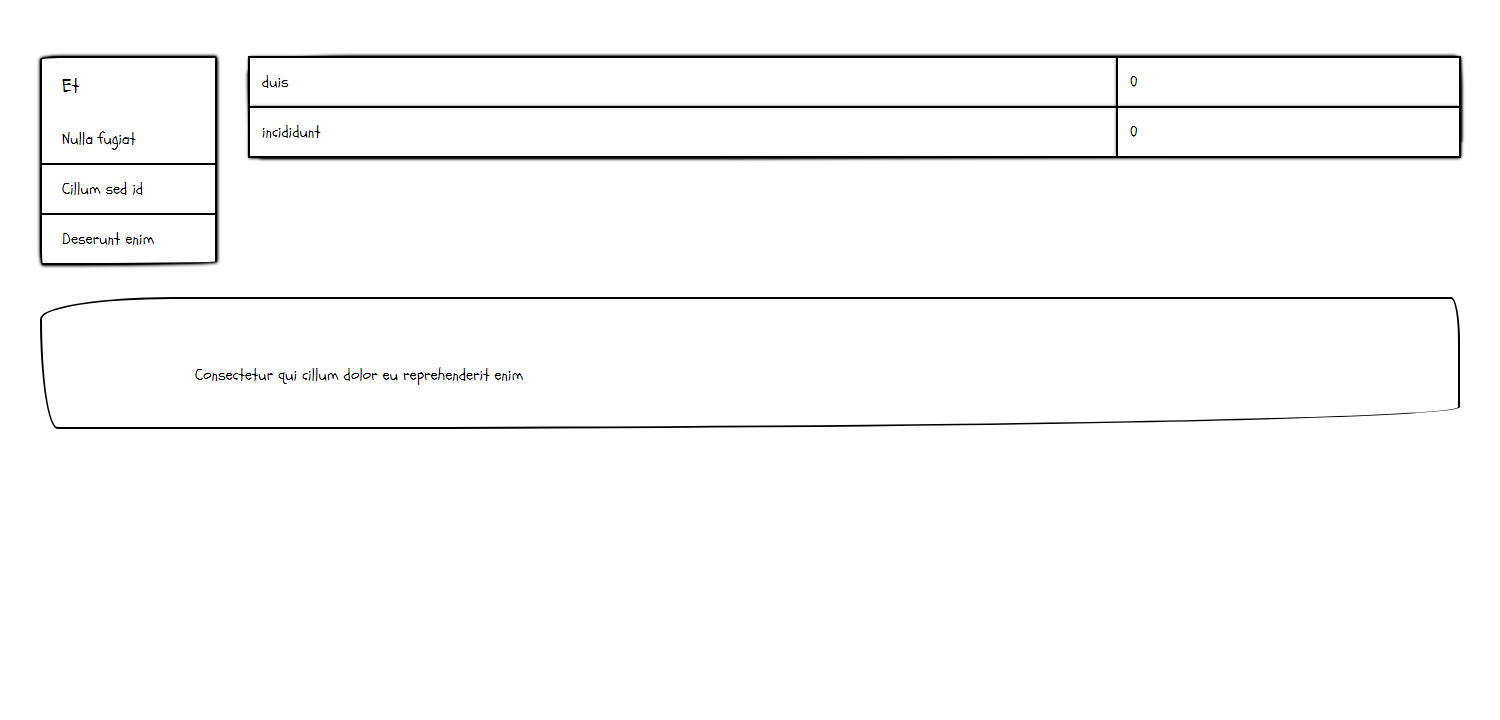 Et
Nulla fugiat
Cillum sed id
Deserunt enim
duis 0
incididunt 0
Consectetur qui cillum dolor eu reprehenderit enim